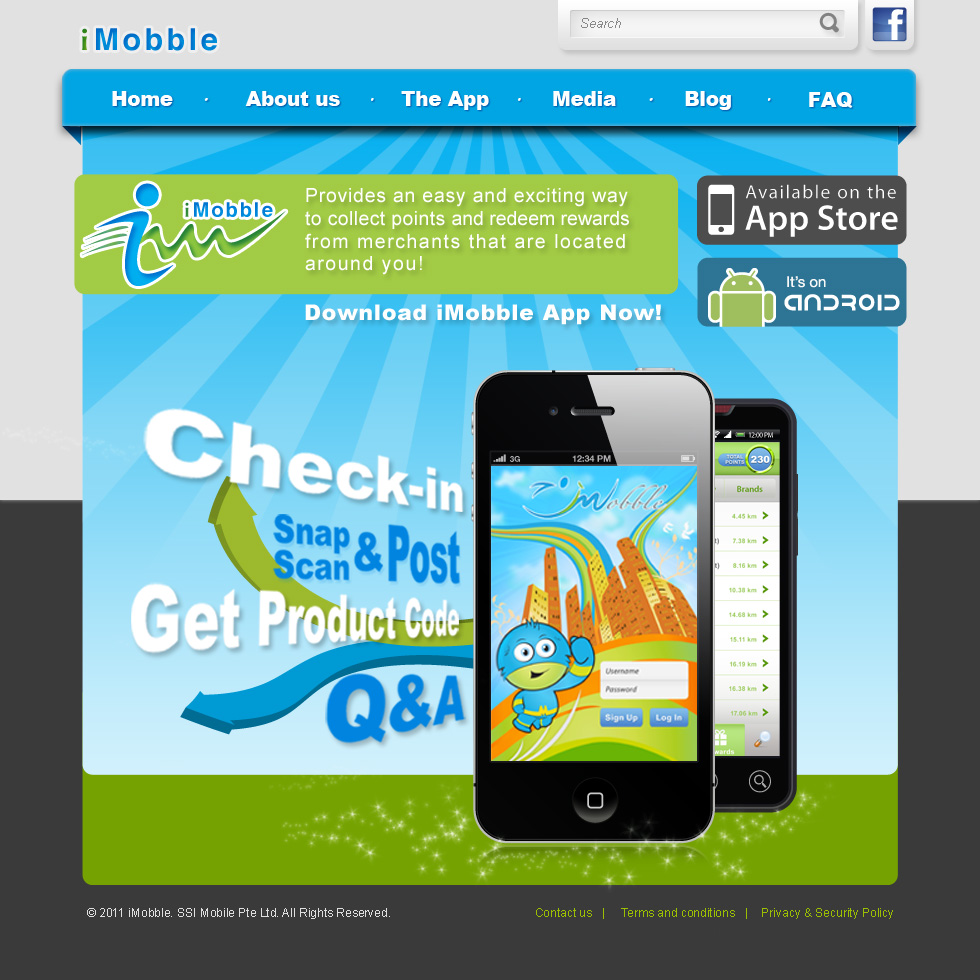 iMobble
Search
f
Home
About us
The App
Media
Blog
FAQ
iMobble
Provides an easy and exciting way
to collect points and redeem rewards
from merchants that are located
around you!
Available on the
App Store
It's on
ANDROID
Download iMobble App Now!
Check-in
Snap
Scan
& Post
Get Product Code
Q&A
3G
12:34 PM
iMobble
Username
Password
Sign Up
Log In
12:00 PM
TOTAL
POINTS
230
Brands
4.45 km
7.38 km
9.16 km
10.38 km
14.68 km
15.11 km
16.19 km
16.38 km
17.06 km
wards
© 2011 iMobble. SSI Mobile Pte Ltd. All Rights Reserved.
Contact us | Terms and conditions | Privacy & Security Policy